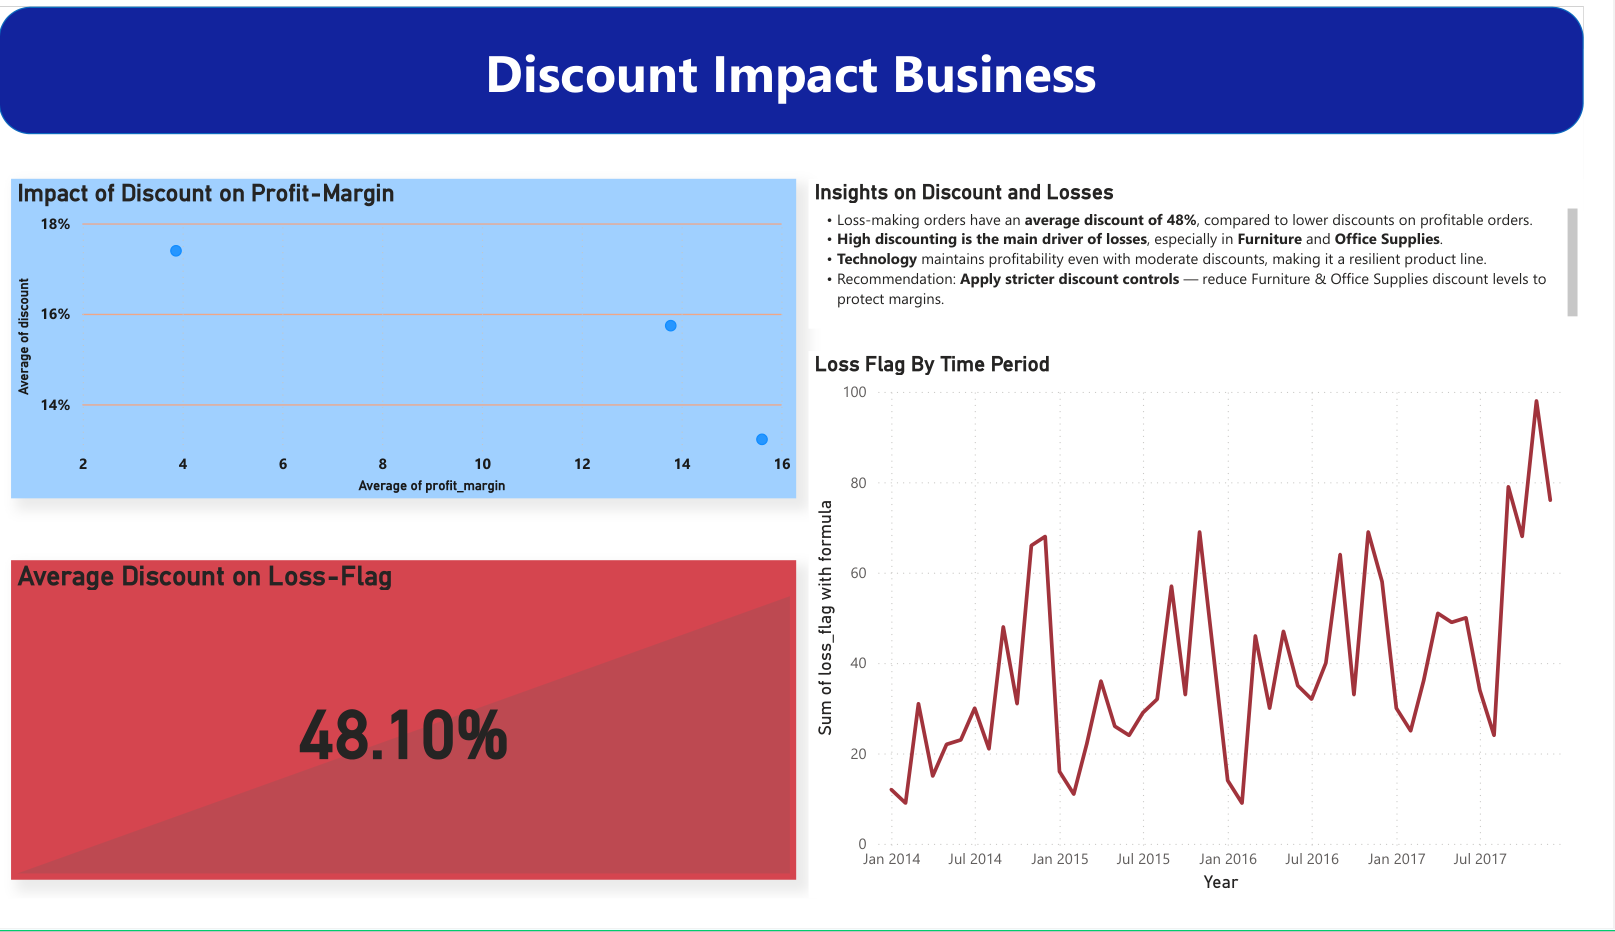 Discount Impact Business
Impact of Discount on Profit-Margin
18%
16%
14%
Average of discount
2 4 6 8 10 12 14 16
Average of profit_margin
Insights on Discount and Losses
• Loss-making orders have an average discount of 48%, compared to lower discounts on profitable orders.
• High discounting is the main driver of losses, especially in Furniture and Office Supplies.
• Technology maintains profitability even with moderate discounts, making it a resilient product line.
• Recommendation: Apply stricter discount controls — reduce Furniture & Office Supplies discount levels to
protect margins.
Average Discount on Loss-Flag
48.10%
Loss Flag By Time Period
100
80
60
40
20
0
Sum of loss_flag with formula
Jan 2014 Jul 2014 Jan 2015 Jul 2015 Jan 2016 Jul 2016 Jan 2017 Jul 2017
Year